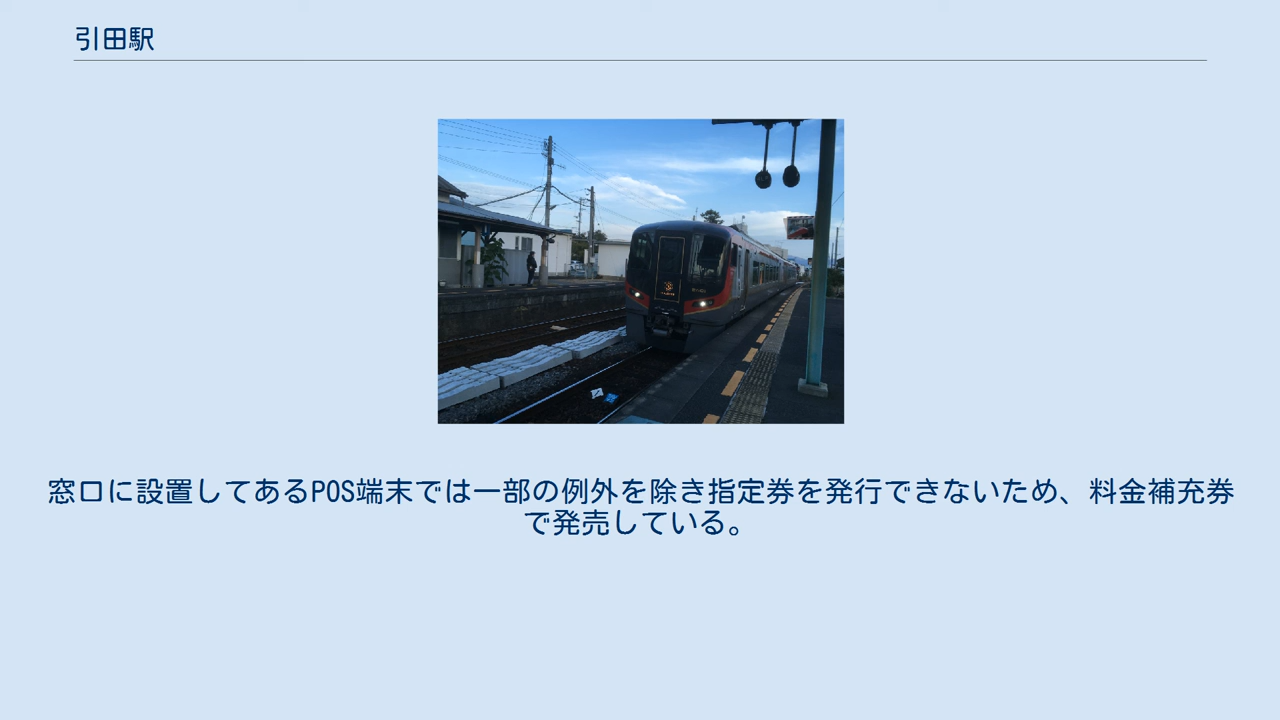 引田駅
窓口に設置してあるPOS端末では一部の例外を除き指定券を発行できないため、料金補充券
で発売している。